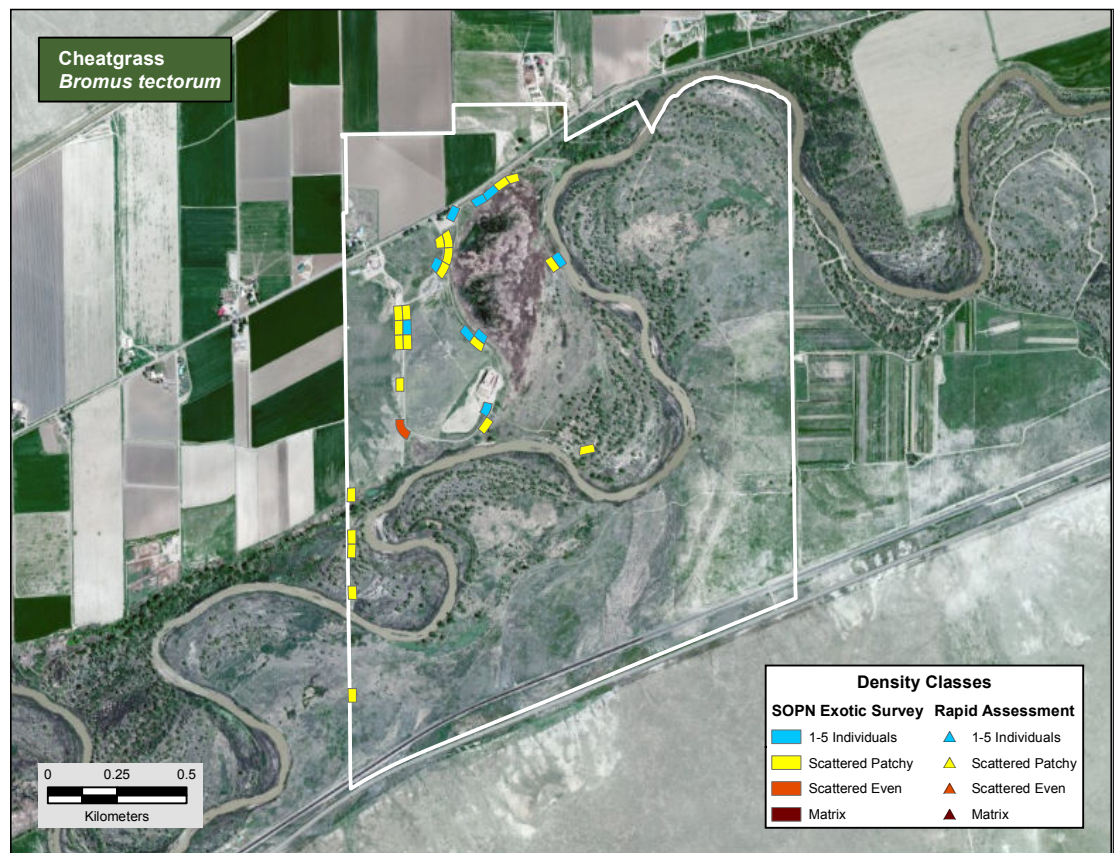 Cheatgrass
Bromus tectorum
Density Classes
SOPN Exotic Survey Rapid Assessment
1-5 Individuals 1-5 Individuals
Scattered Patchy Scattered Patchy
Scattered Even Scattered Even
Matrix Matrix
0 0.25 0.5
Kilometers